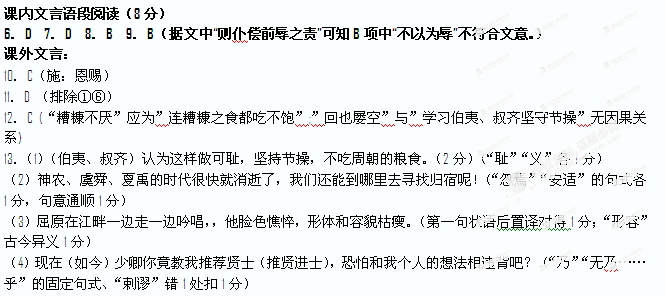 课内文言语段阅读（8 分）
6. D  7. D  8. B  9. B（据文中“则仆偿前辱之责”可知 B 项中“不以为辱”不符合文意。）
课外文言：
10. C（施：恩赐）
11. D （排除①⑥）
12. C（“糟糠不厌”应为”连糟糠之食都吃不饱”，”回也屡空”与”学习伯夷、叔齐坚守节操”无因果关
系）
13.（1）（伯夷、叔齐）认为这样做可耻，坚持节操，不吃周朝的粮食。（2 分）（“耻”“义”各 1 分）
（2）神农、虞舜、夏禹的时代很快就消逝了，我们还能到哪里去寻找归宿呢！（“忽焉”“安适”的句式各
1 分，句意通顺 1 分）
（3）屈原在江畔一边走一边吟唱，，他脸色憔悴，形体和容貌枯瘦。（第一句状语后置译对得 1 分；“形容”
古今异义 1 分）
（4）现在（如今）少卿你竟教我推荐贤士（推贤进士），恐怕和我个人的想法相违背吧？（“乃”“无乃……
乎”的固定句式、“剌谬”错 1 处扣 1 分）